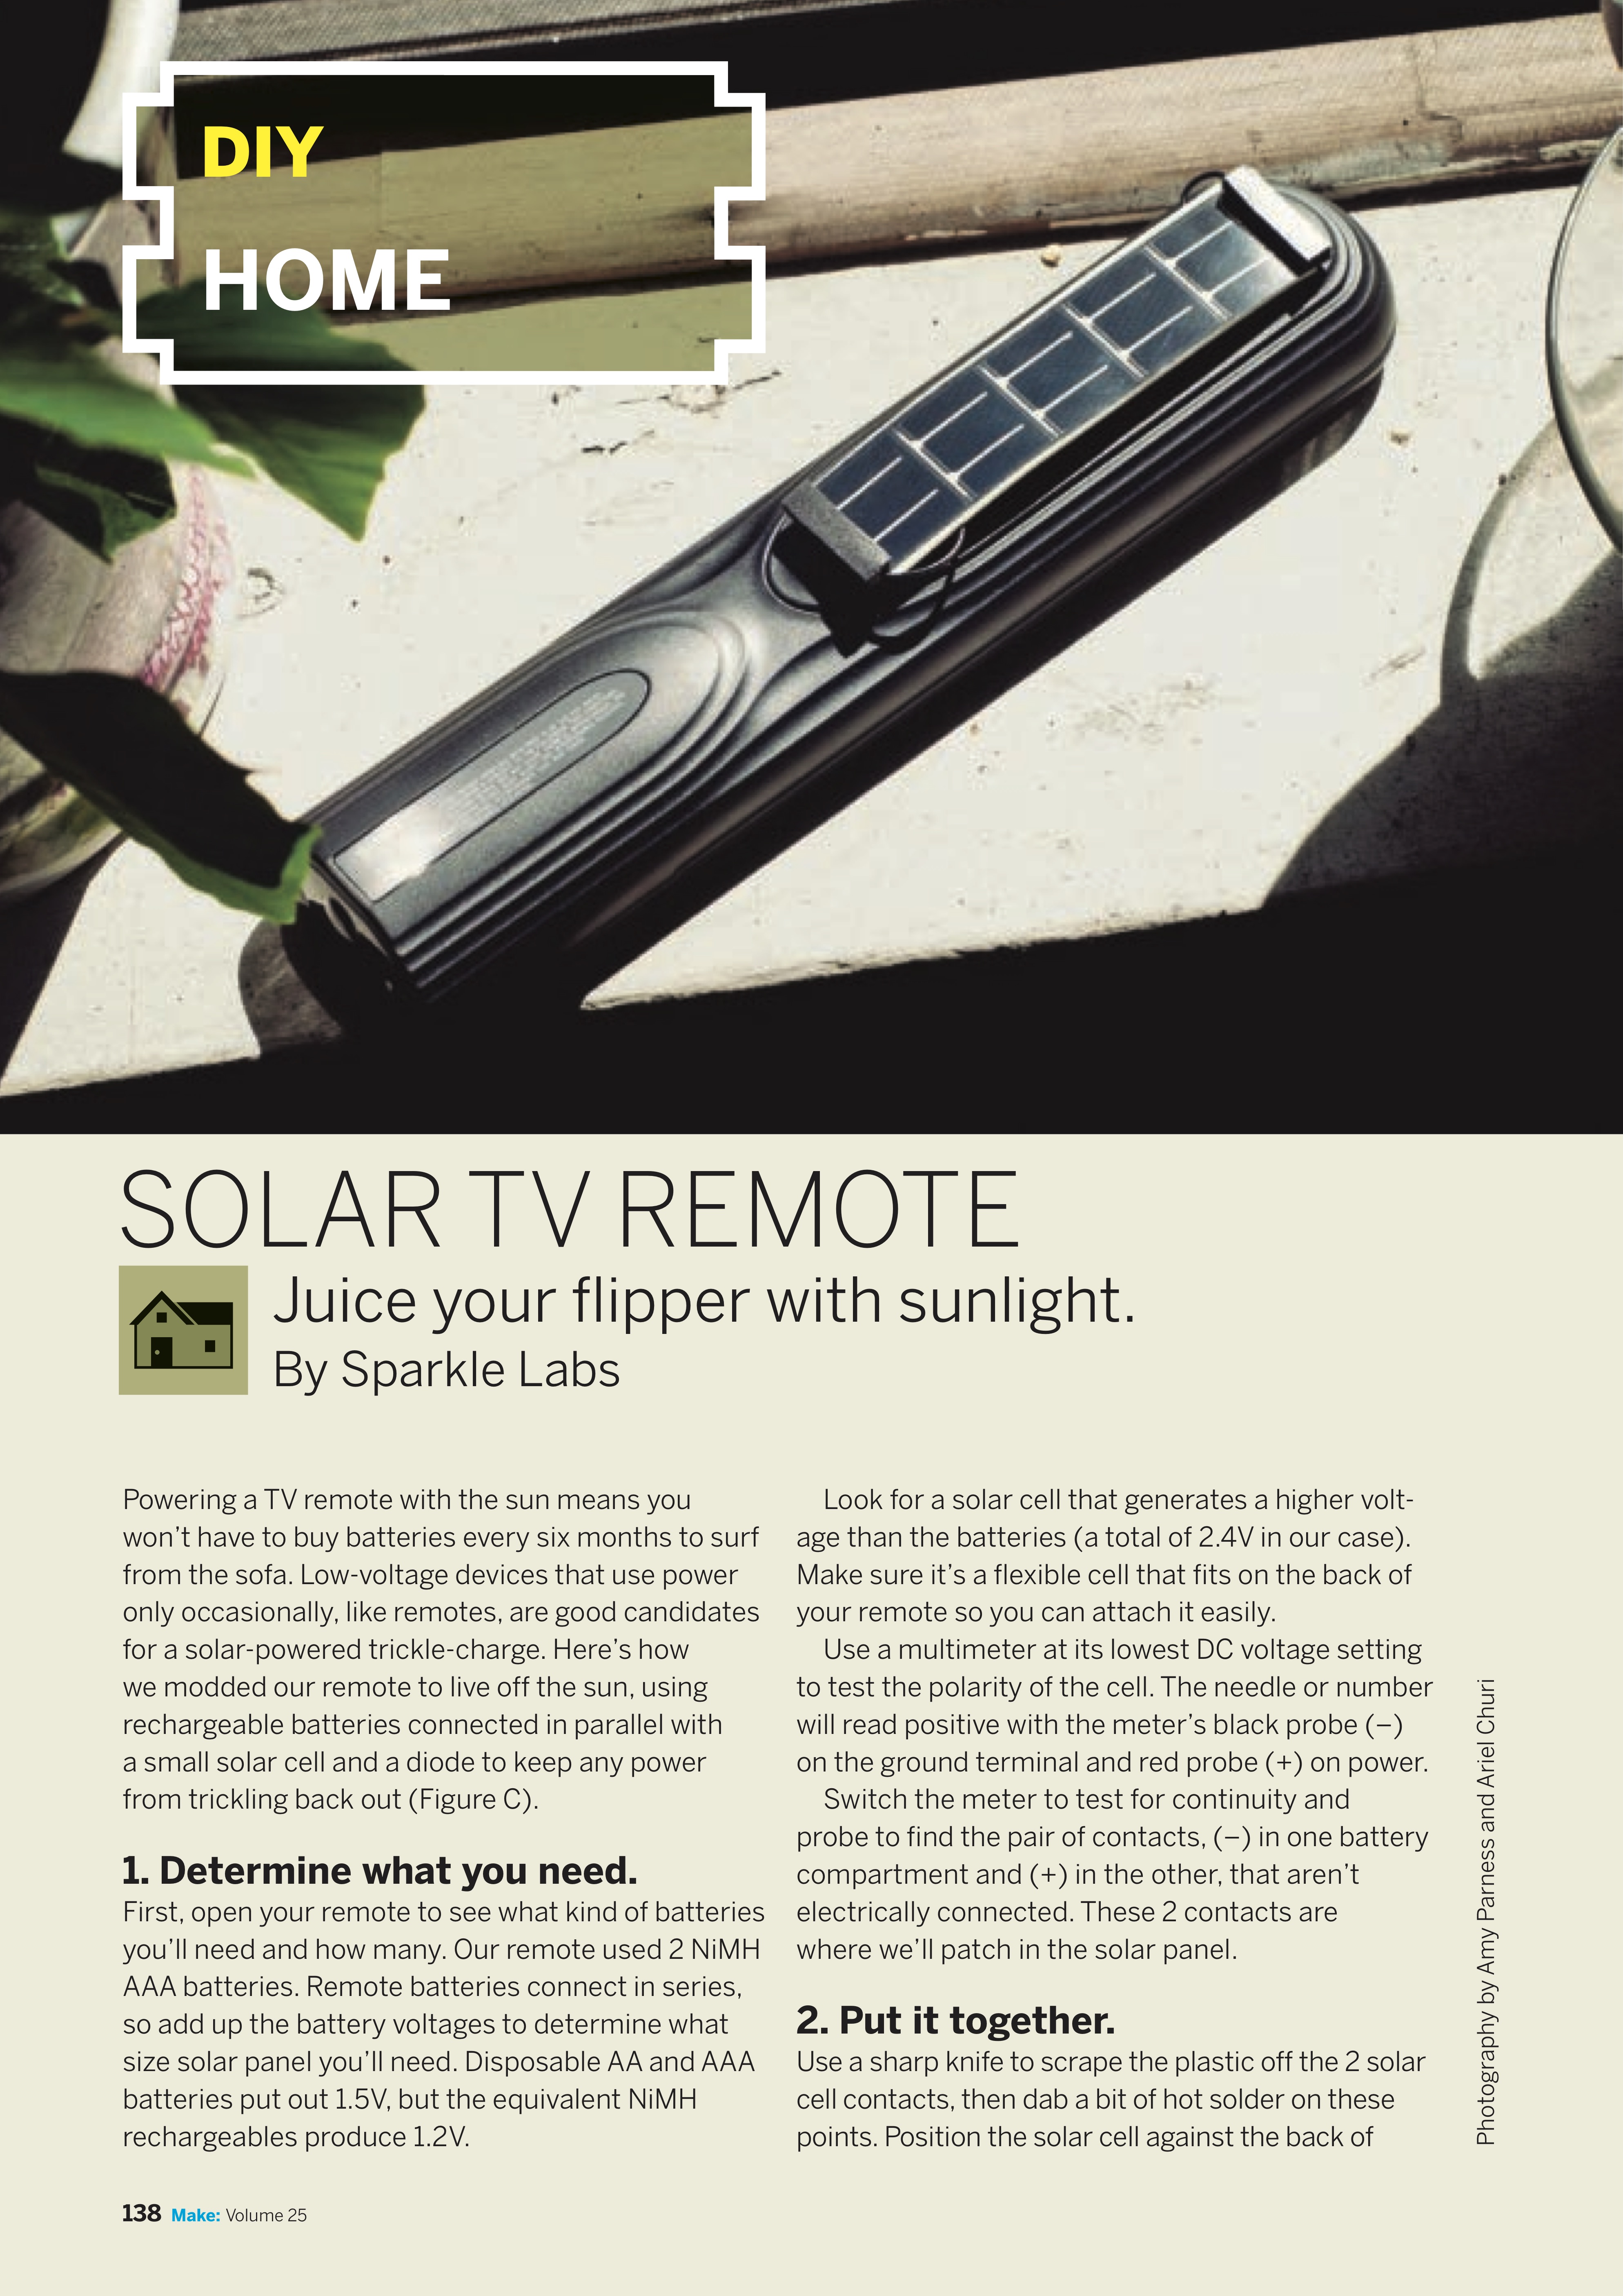 DIY
HOME
SOLAR TV REMOTE
Juice your flipper with sunlight.
By Sparkle Labs
Powering a TV remote with the sun means you
won’t have to buy batteries every six months to surf
from the sofa. Low-voltage devices that use power
only occasionally, like remotes, are good candidates
for a solar-powered trickle-charge. Here’s how
we modded our remote to live off the sun, using
rechargeable batteries connected in parallel with
a small solar cell and a diode to keep any power
from trickling back out (Figure C).
1. Determine what you need.
First, open your remote to see what kind of batteries
you’ll need and how many. Our remote used 2 NiMH
AAA batteries. Remote batteries connect in series,
so add up the battery voltages to determine what
size solar panel you’ll need. Disposable AA and AAA
batteries put out 1.5V, but the equivalent NiMH
rechargeables produce 1.2V.
Look for a solar cell that generates a higher volt-
age than the batteries (a total of 2.4V in our case).
Make sure it’s a flexible cell that fits on the back of
your remote so you can attach it easily.
Use a multimeter at its lowest DC voltage setting
to test the polarity of the cell. The needle or number
will read positive with the meter’s black probe (–)
on the ground terminal and red probe (+) on power.
Switch the meter to test for continuity and
probe to find the pair of contacts, (–) in one battery
compartment and (+) in the other, that aren’t
electrically connected. These 2 contacts are
where we’ll patch in the solar panel.
2. Put it together.
Use a sharp knife to scrape the plastic off the 2 solar
cell contacts, then dab a bit of hot solder on these
points. Position the solar cell against the back of
Photography by Amy Parness and Ariel Churi
138 Make: Volume 25